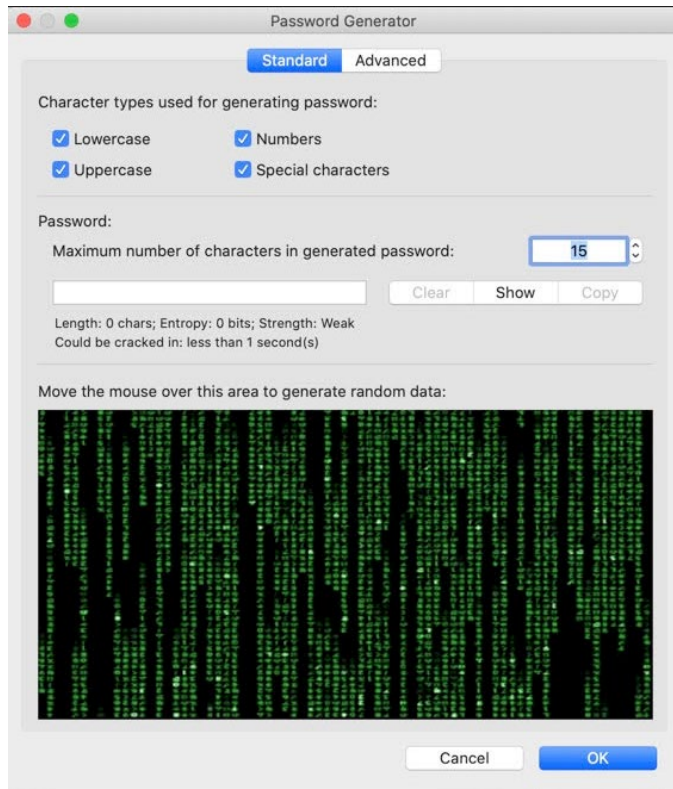 Password Generator
Standard Advanced
Character types used for generating password:
Lowercase Numbers
Uppercase Special characters
Password:
Maximum number of characters in generated password: 15
Clear Show Copy
Length: 0 chars; Entropy: 0 bits; Strength: Weak
Could be cracked in: less than 1 second(s)
Move the mouse over this area to generate random data:
Cancel OK